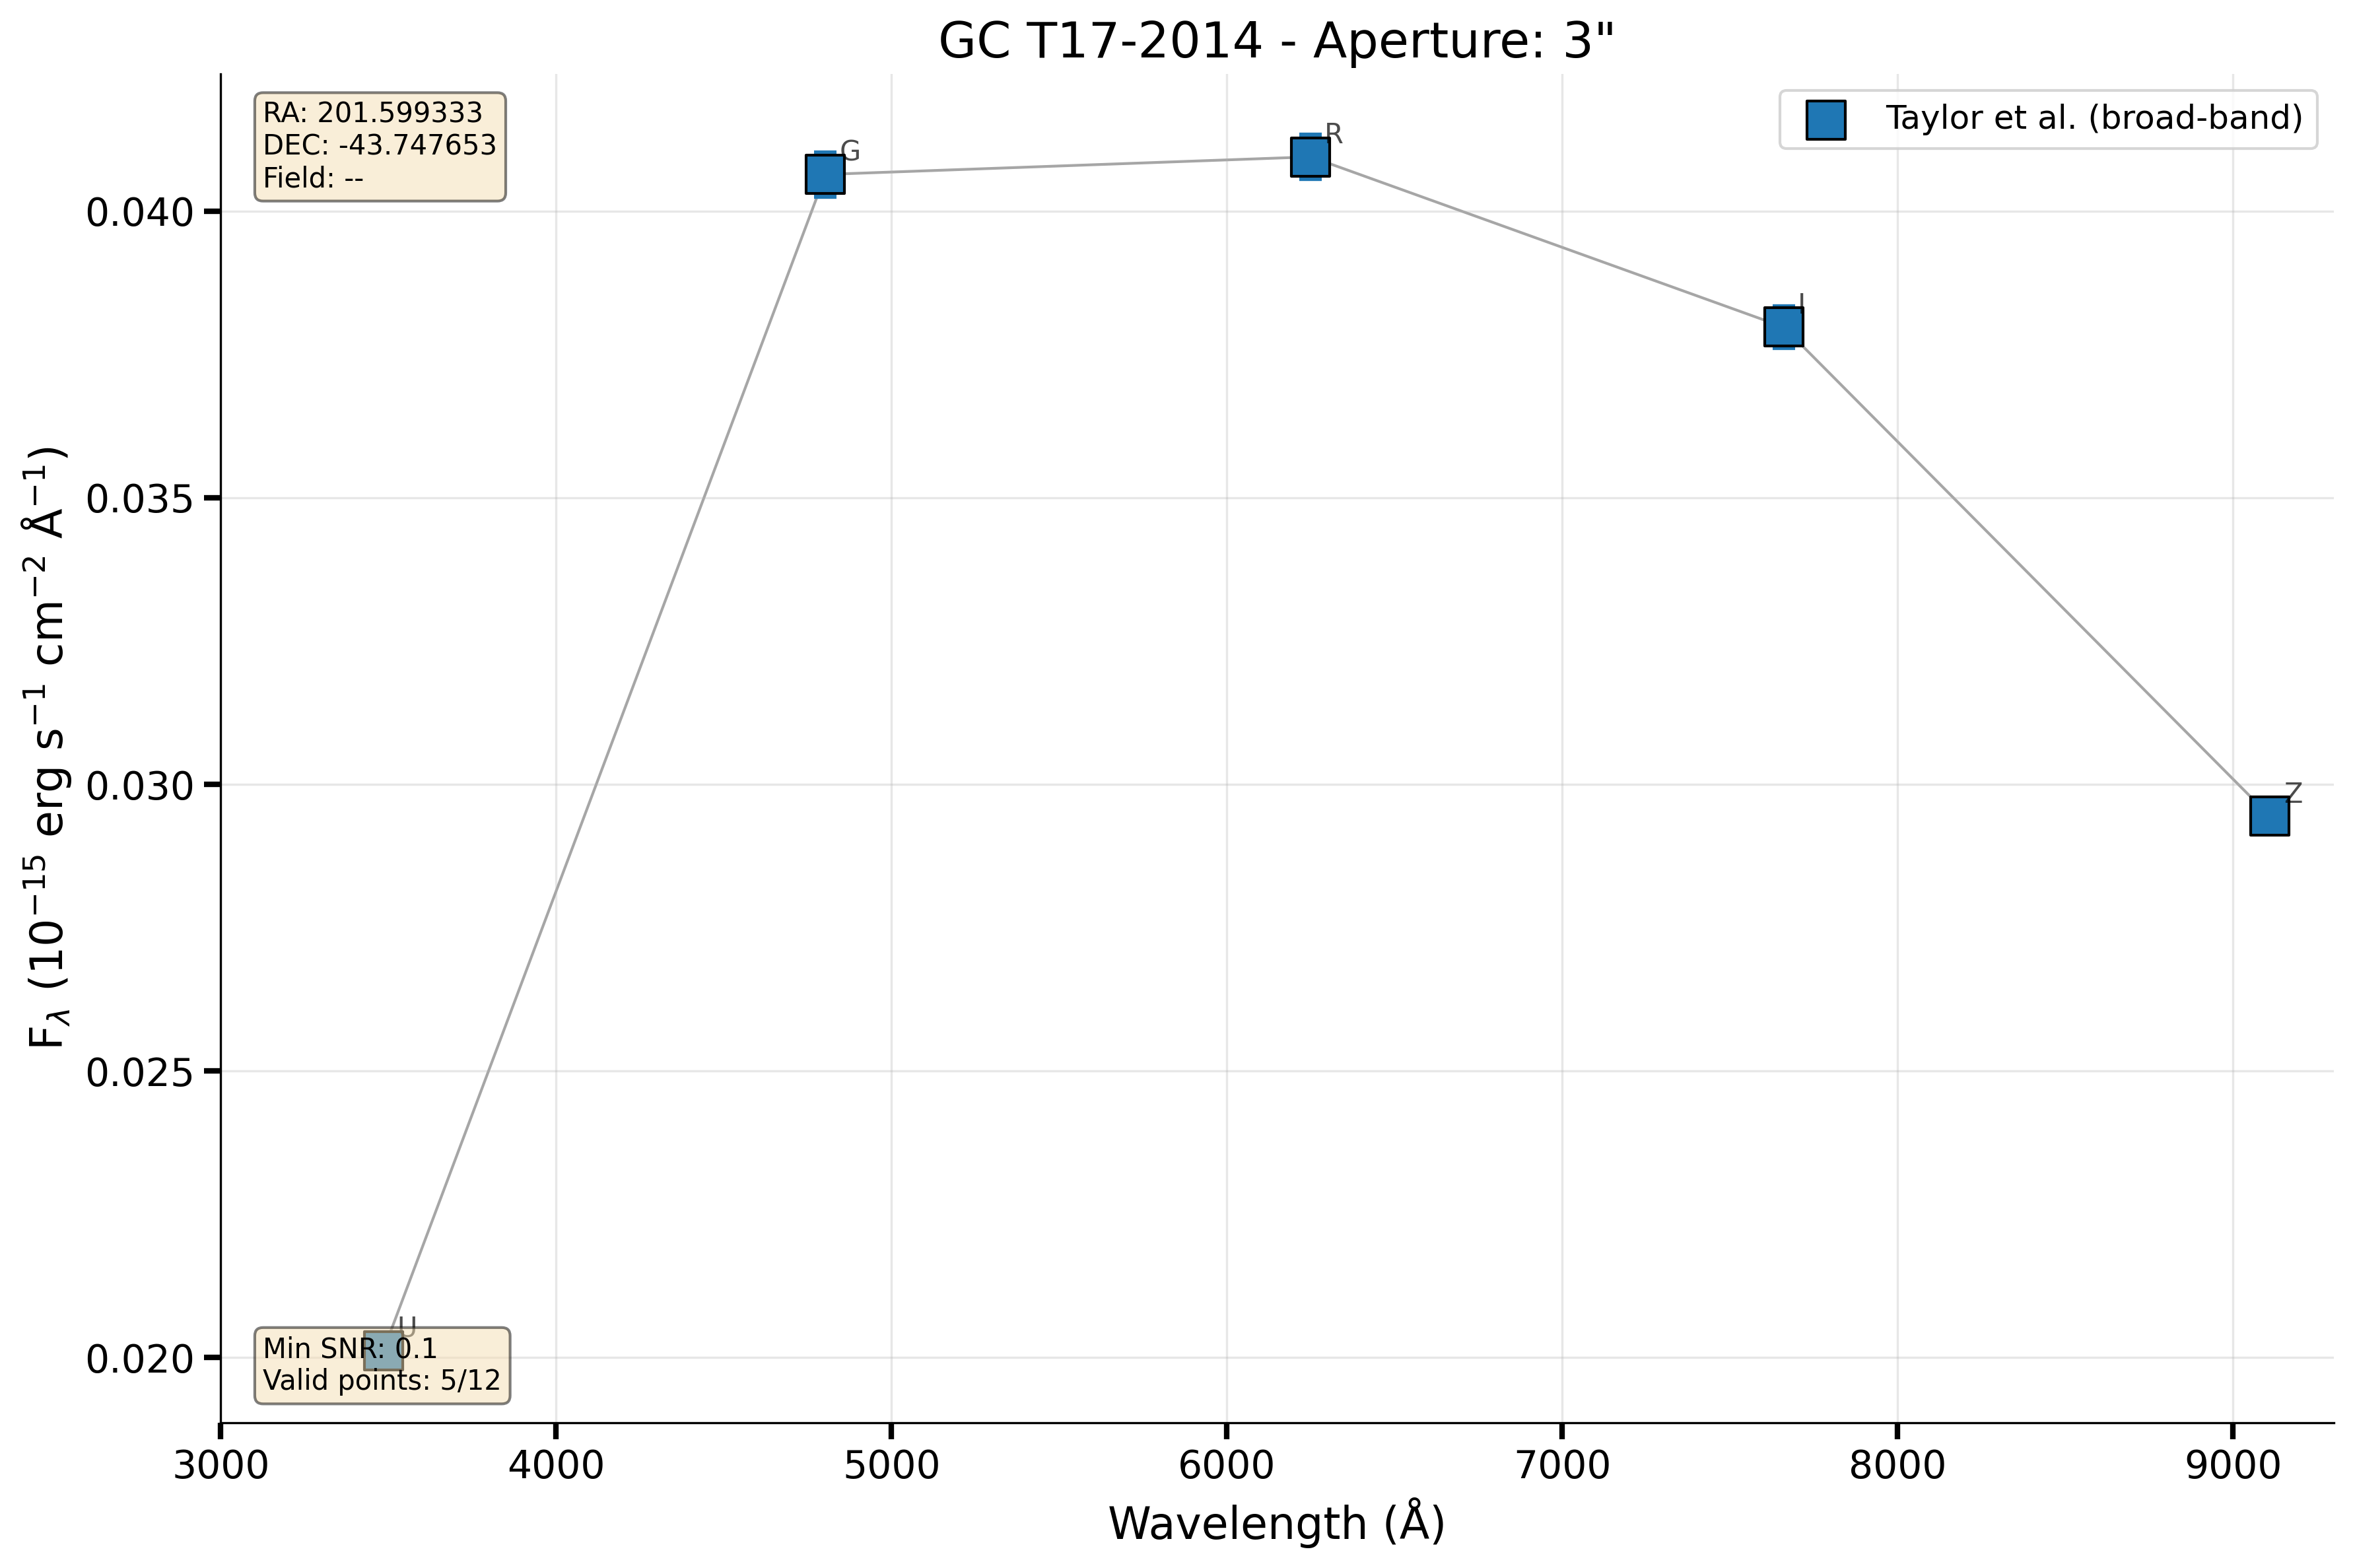 GC T17-2014 - Aperture: 3"
RA: 201.599333
DEC: -43.747653
Field: --
Taylor et al. (broad-band)
G
R
I
Z
U
Min SNR: 0.1
Valid points: 5/12
0.040
0.035
0.030
0.025
0.020
F_λ (10⁻¹⁵ erg s⁻¹ cm⁻² Å⁻¹)
3000 4000 5000 6000 7000 8000 9000
Wavelength (Å)